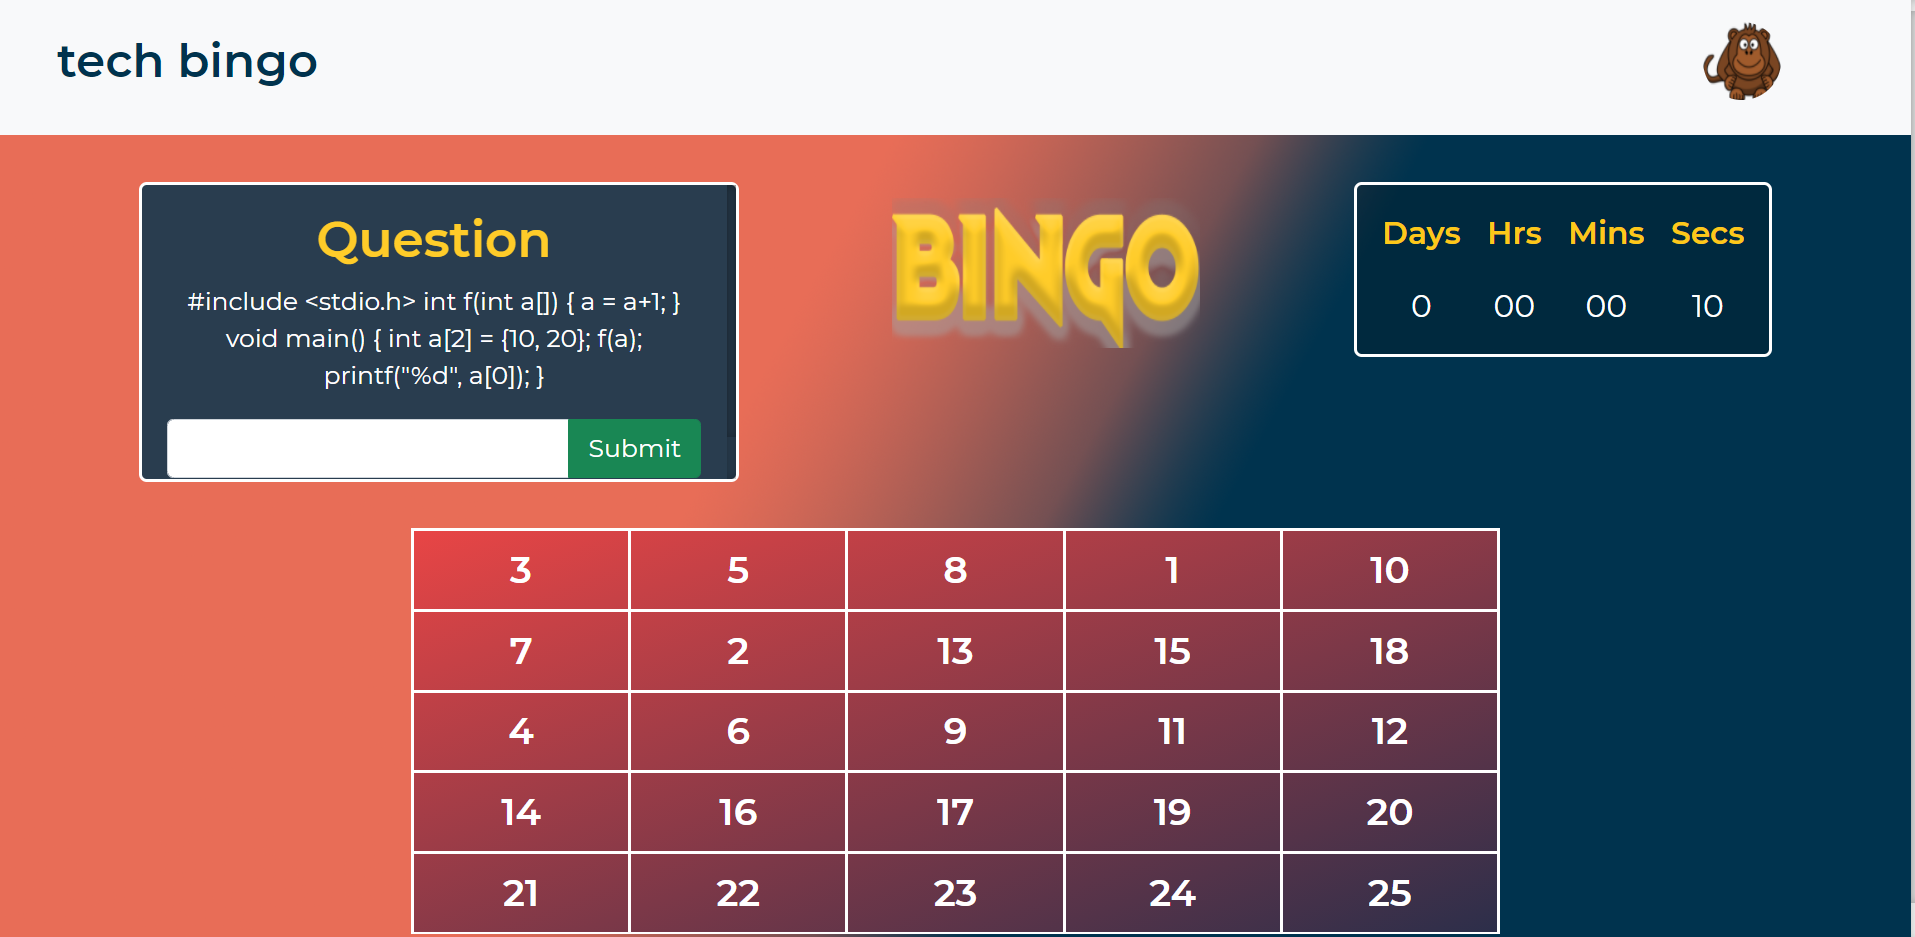 tech bingo
Question
#include <stdio.h> int f(int a[]) { a = a+1; }
void main() { int a[2] = {10, 20}; f(a);
printf("%d", a[0]); }
Submit
BINGO
Days Hrs Mins Secs
0 00 00 10
3 5 8 1 10
7 2 13 15 18
4 6 9 11 12
14 16 17 19 20
21 22 23 24 25